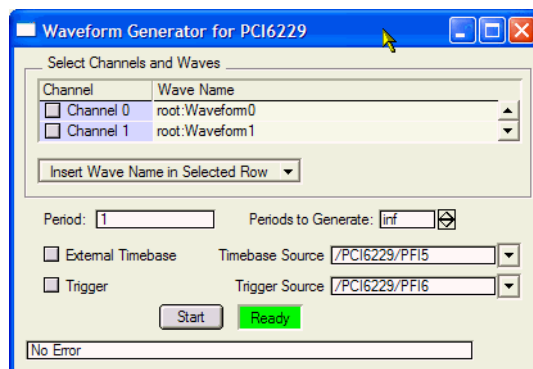 Waveform Generator for PCI6229
Select Channels and Waves
Channel Wave Name
Channel 0 root:Waveform0
Channel 1 root:Waveform1
Insert Wave Name in Selected Row
Period: 1 Periods to Generate: inf
External Timebase Timebase Source /PCI6229/PFI5
Trigger Trigger Source /PCI6229/PFI6
Start Ready
No Error